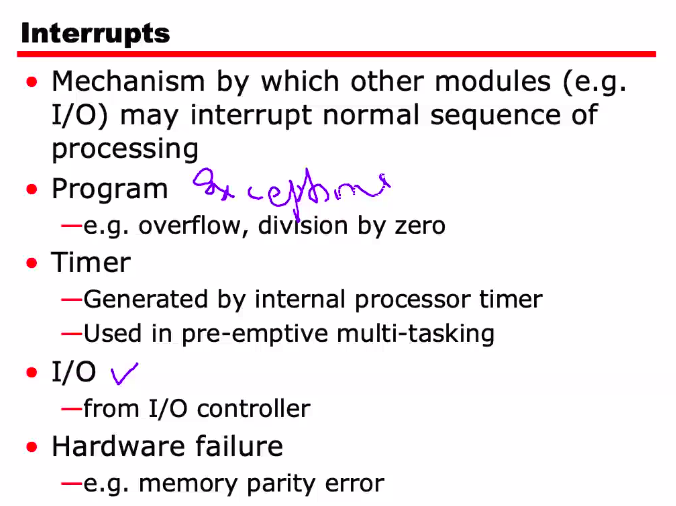 Interrupts
• Mechanism by which other modules (e.g.
I/O) may interrupt normal sequence of
processing
• Program exceptions
—e.g. overflow, division by zero
• Timer
—Generated by internal processor timer
—Used in pre-emptive multi-tasking
• I/O ✓
—from I/O controller
• Hardware failure
—e.g. memory parity error